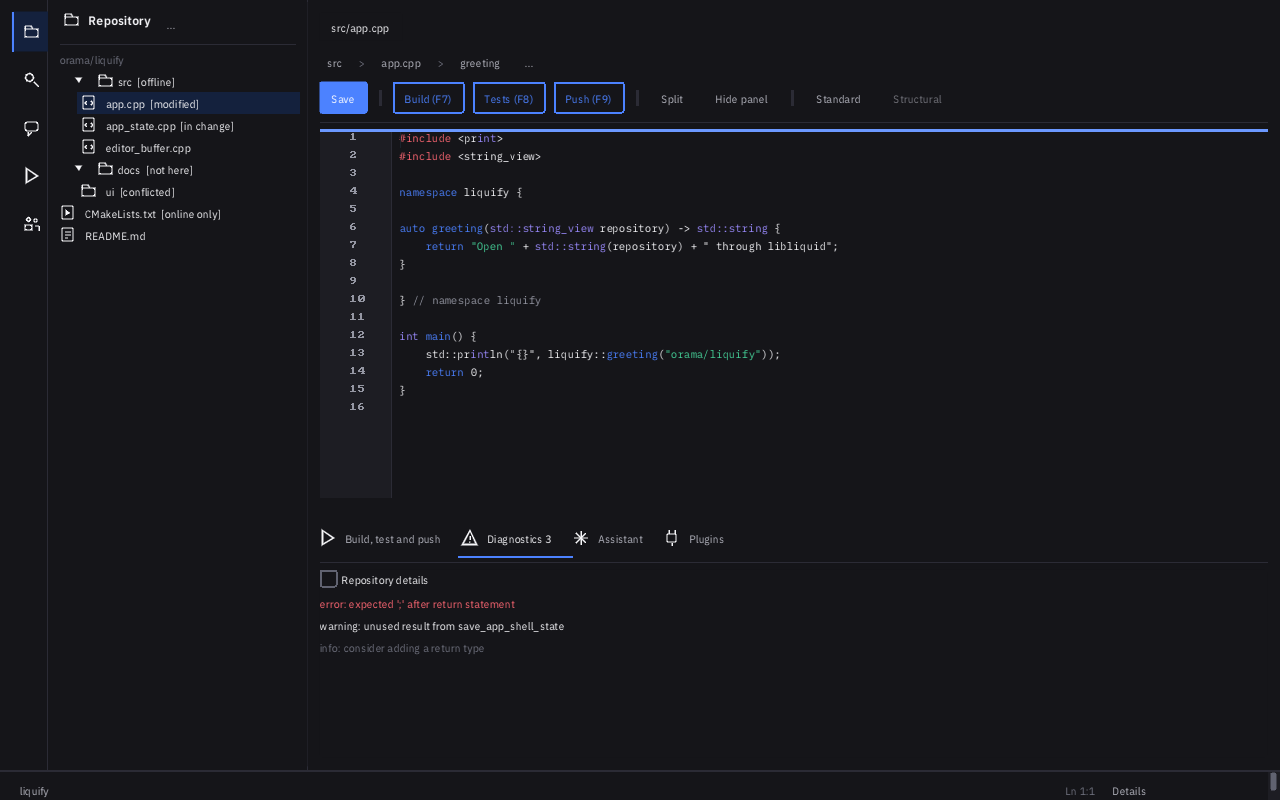 Repository ...
orama/liquify
src [offline]
app.cpp [modified]
app_state.cpp [in change]
editor_buffer.cpp
docs [not here]
ui [conflicted]
CMakeLists.txt [online only]
README.md
src/app.cpp
src > app.cpp > greeting ...
Save Build (F7) Tests (F8) Push (F9) Split Hide panel Standard Structural
1 #include <print>
2 #include <string_view>
3
4 namespace liquify {
5
6 auto greeting(std::string_view repository) -> std::string {
7     return "Open " + std::string(repository) + " through libliquid";
8 }
9
10 } // namespace liquify
11
12 int main() {
13     std::println("{}", liquify::greeting("orama/liquify"));
14     return 0;
15 }
16
Build, test and push Diagnostics 3 Assistant Plugins
Repository details
error: expected ';' after return statement
warning: unused result from save_app_shell_state
info: consider adding a return type
liquify Ln 1:1 Details